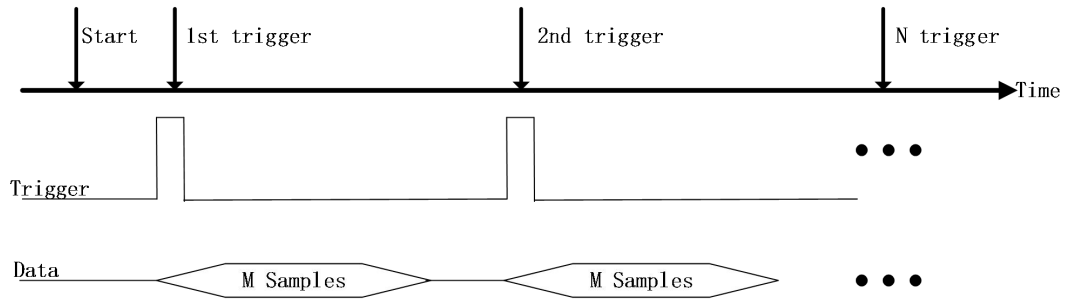 Start
1st trigger
2nd trigger
N trigger
Time
Trigger
Data
M Samples
M Samples